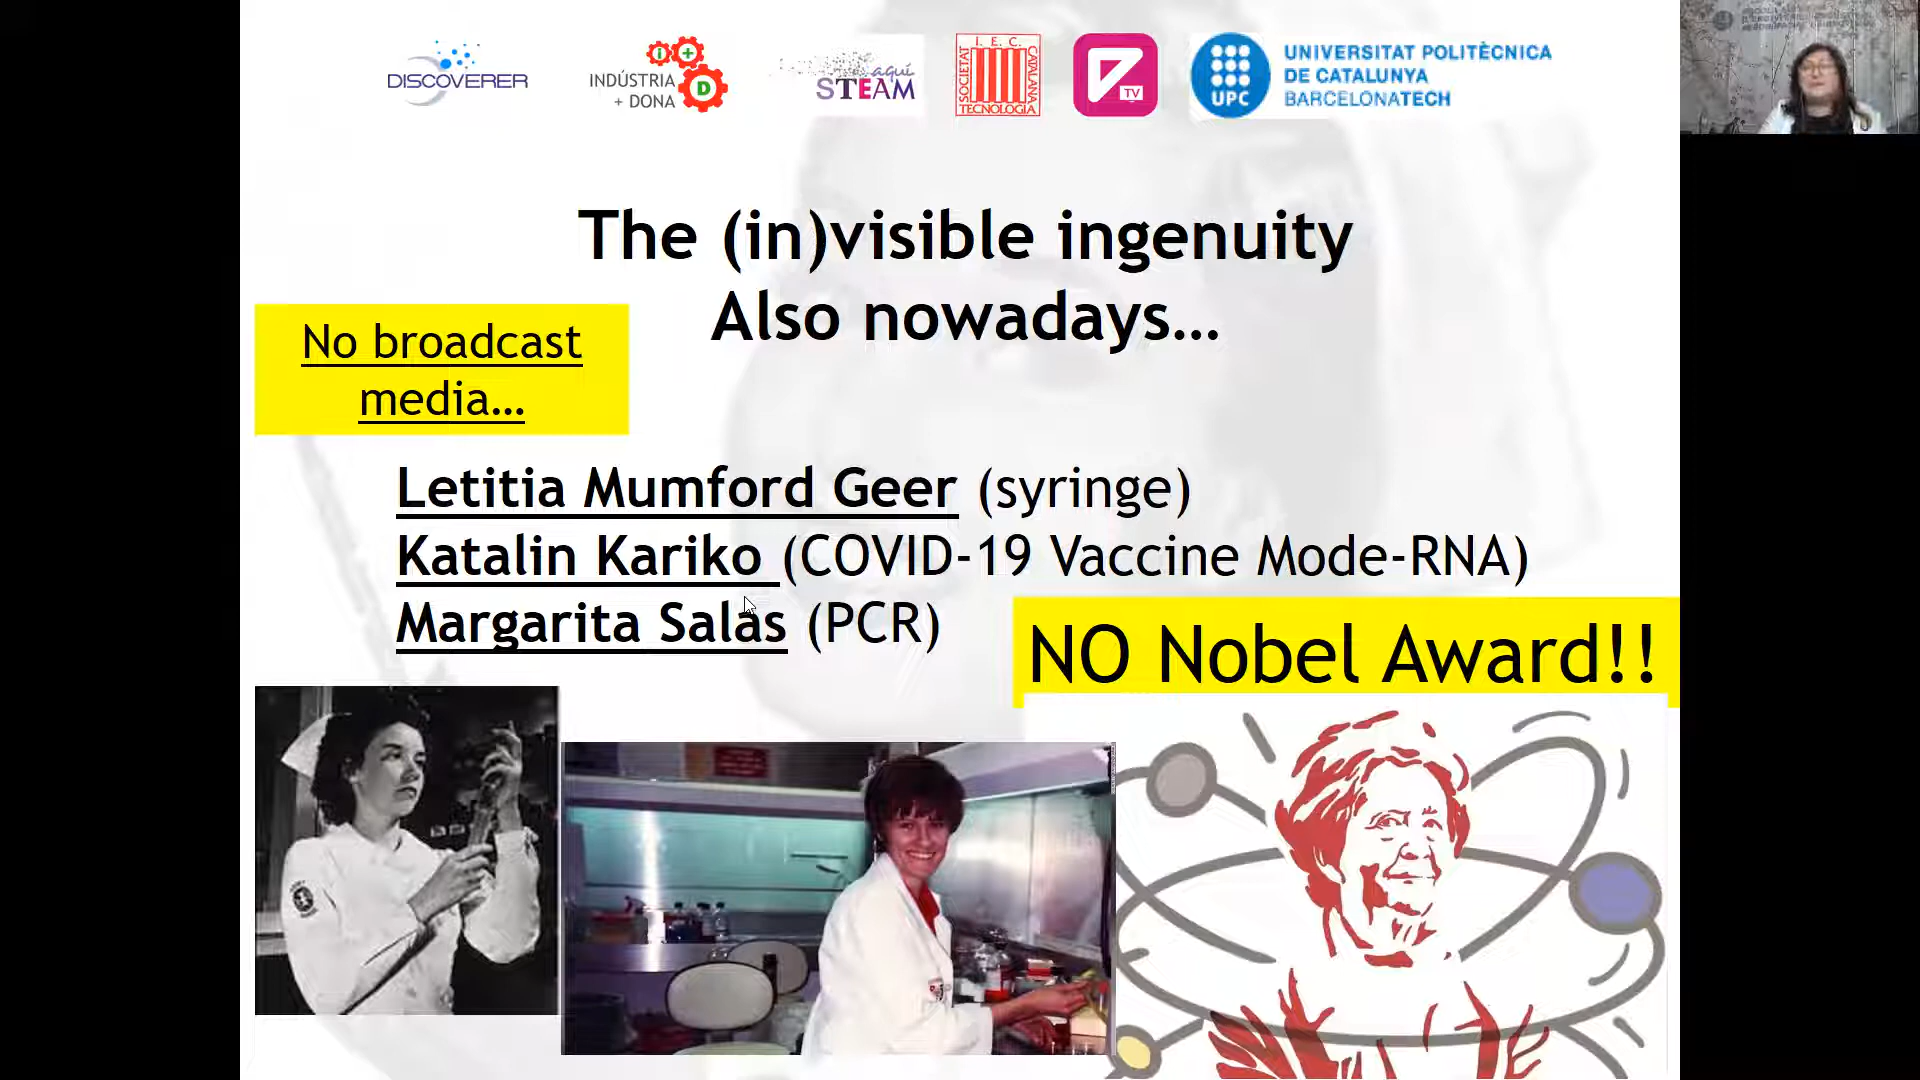 DISCOVERER
INDÚSTRIA
+ DONA
i
+
D
aquí
STEAM
I. E. C.
SOCIETAT
CATALANA
TECNOLOGIA
TV
UPC
UNIVERSITAT POLITÈCNICA
DE CATALUNYA
BARCELONATECH
The (in)visible ingenuity
Also nowadays...
No broadcast
media...
Letitia Mumford Geer (syringe)
Katalin Kariko (COVID-19 Vaccine Mode-RNA)
Margarita Salas (PCR)
NO Nobel Award!!